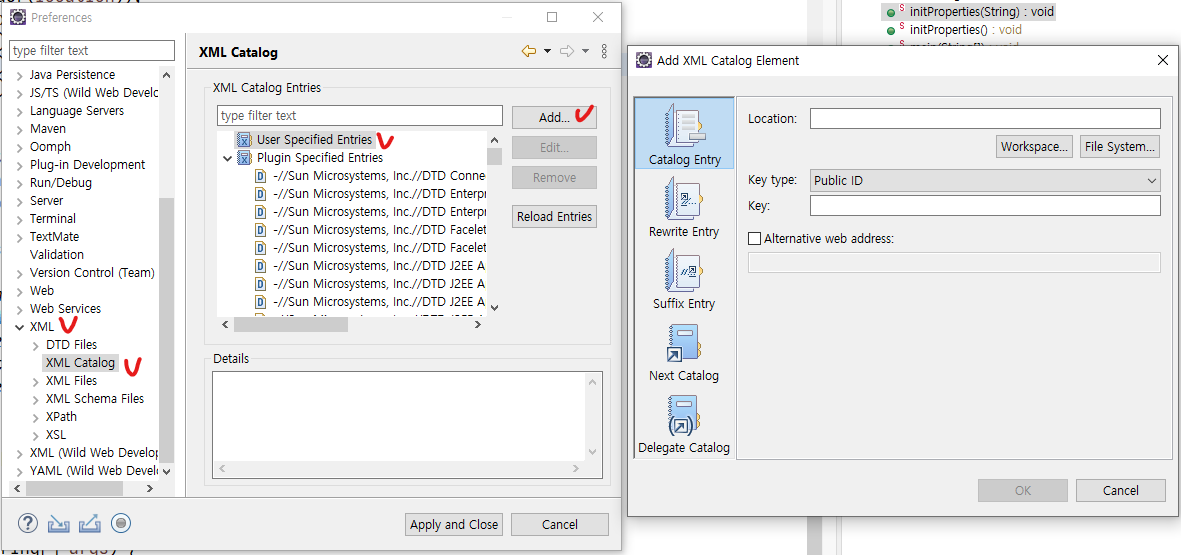 Preferences
type filter text
Java Persistence
JS/TS (Wild Web Develo
Language Servers
Maven
Oomph
Plug-in Development
Run/Debug
Server
Terminal
TextMate
Validation
Version Control (Team)
Web
Web Services
XML
DTD Files
XML Catalog
XML Files
XML Schema Files
XPath
XSL
XML (Wild Web Develop
YAML (Wild Web Devel
XML Catalog
XML Catalog Entries
type filter text
User Specified Entries
Plugin Specified Entries
-//Sun Microsystems, Inc.//DTD Conne
-//Sun Microsystems, Inc.//DTD Enterpr
-//Sun Microsystems, Inc.//DTD Enterpr
-//Sun Microsystems, Inc.//DTD Facelet
-//Sun Microsystems, Inc.//DTD Facelet
-//Sun Microsystems, Inc.//DTD J2EE A
-//Sun Microsystems, Inc.//DTD J2EE A
-//Sun Microsystems, Inc.//DTD J2EE A
Add...
Edit...
Remove
Reload Entries
Details
Apply and Close
Cancel
initProperties(String) : void
initProperties() : void
Add XML Catalog Element
Catalog Entry
Rewrite Entry
Suffix Entry
Next Catalog
Delegate Catalog
Location:
Workspace...
File System...
Key type:
Public ID
Key:
Alternative web address:
OK
Cancel